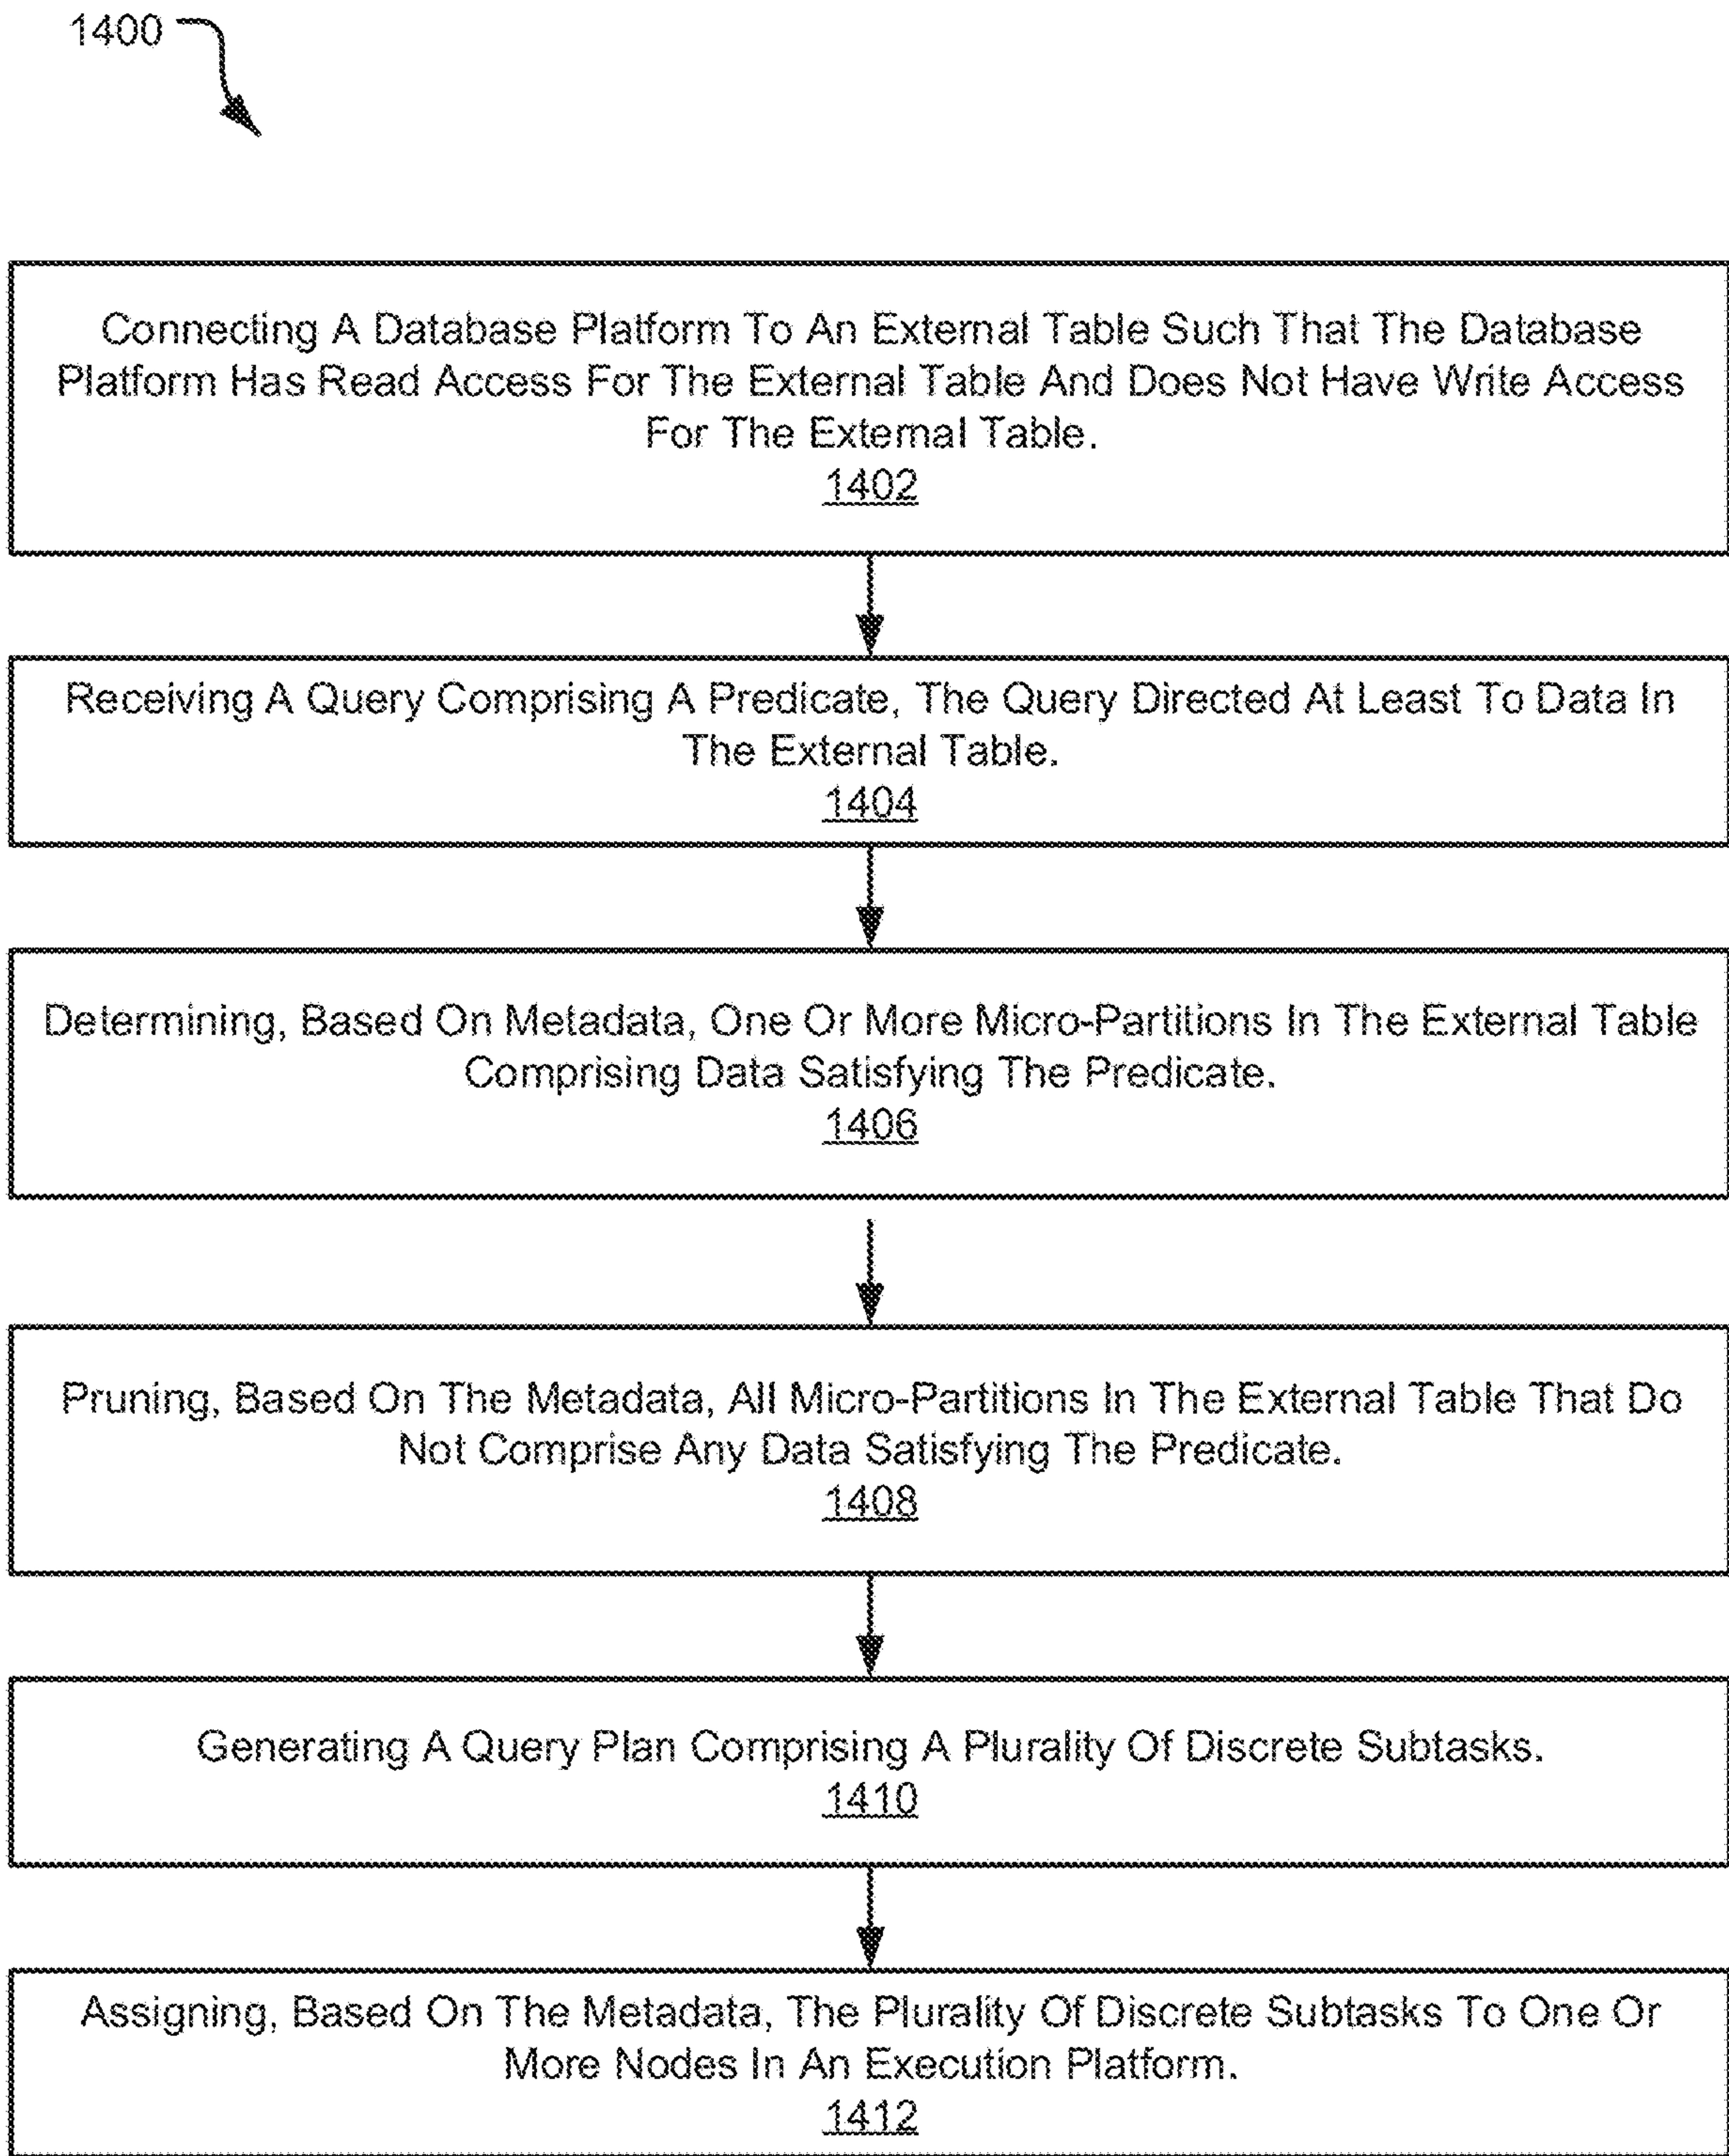 1400
Connecting A Database Platform To An External Table Such That The Database
Platform Has Read Access For The External Table And Does Not Have Write Access
For The External Table.
1402
Receiving A Query Comprising A Predicate, The Query Directed At Least To Data In
The External Table.
1404
Determining, Based On Metadata, One Or More Micro-Partitions In The External Table
Comprising Data Satisfying The Predicate.
1406
Pruning, Based On The Metadata, All Micro-Partitions In The External Table That Do
Not Comprise Any Data Satisfying The Predicate.
1408
Generating A Query Plan Comprising A Plurality Of Discrete Subtasks.
1410
Assigning, Based On The Metadata, The Plurality Of Discrete Subtasks To One Or
More Nodes In An Execution Platform.
1412